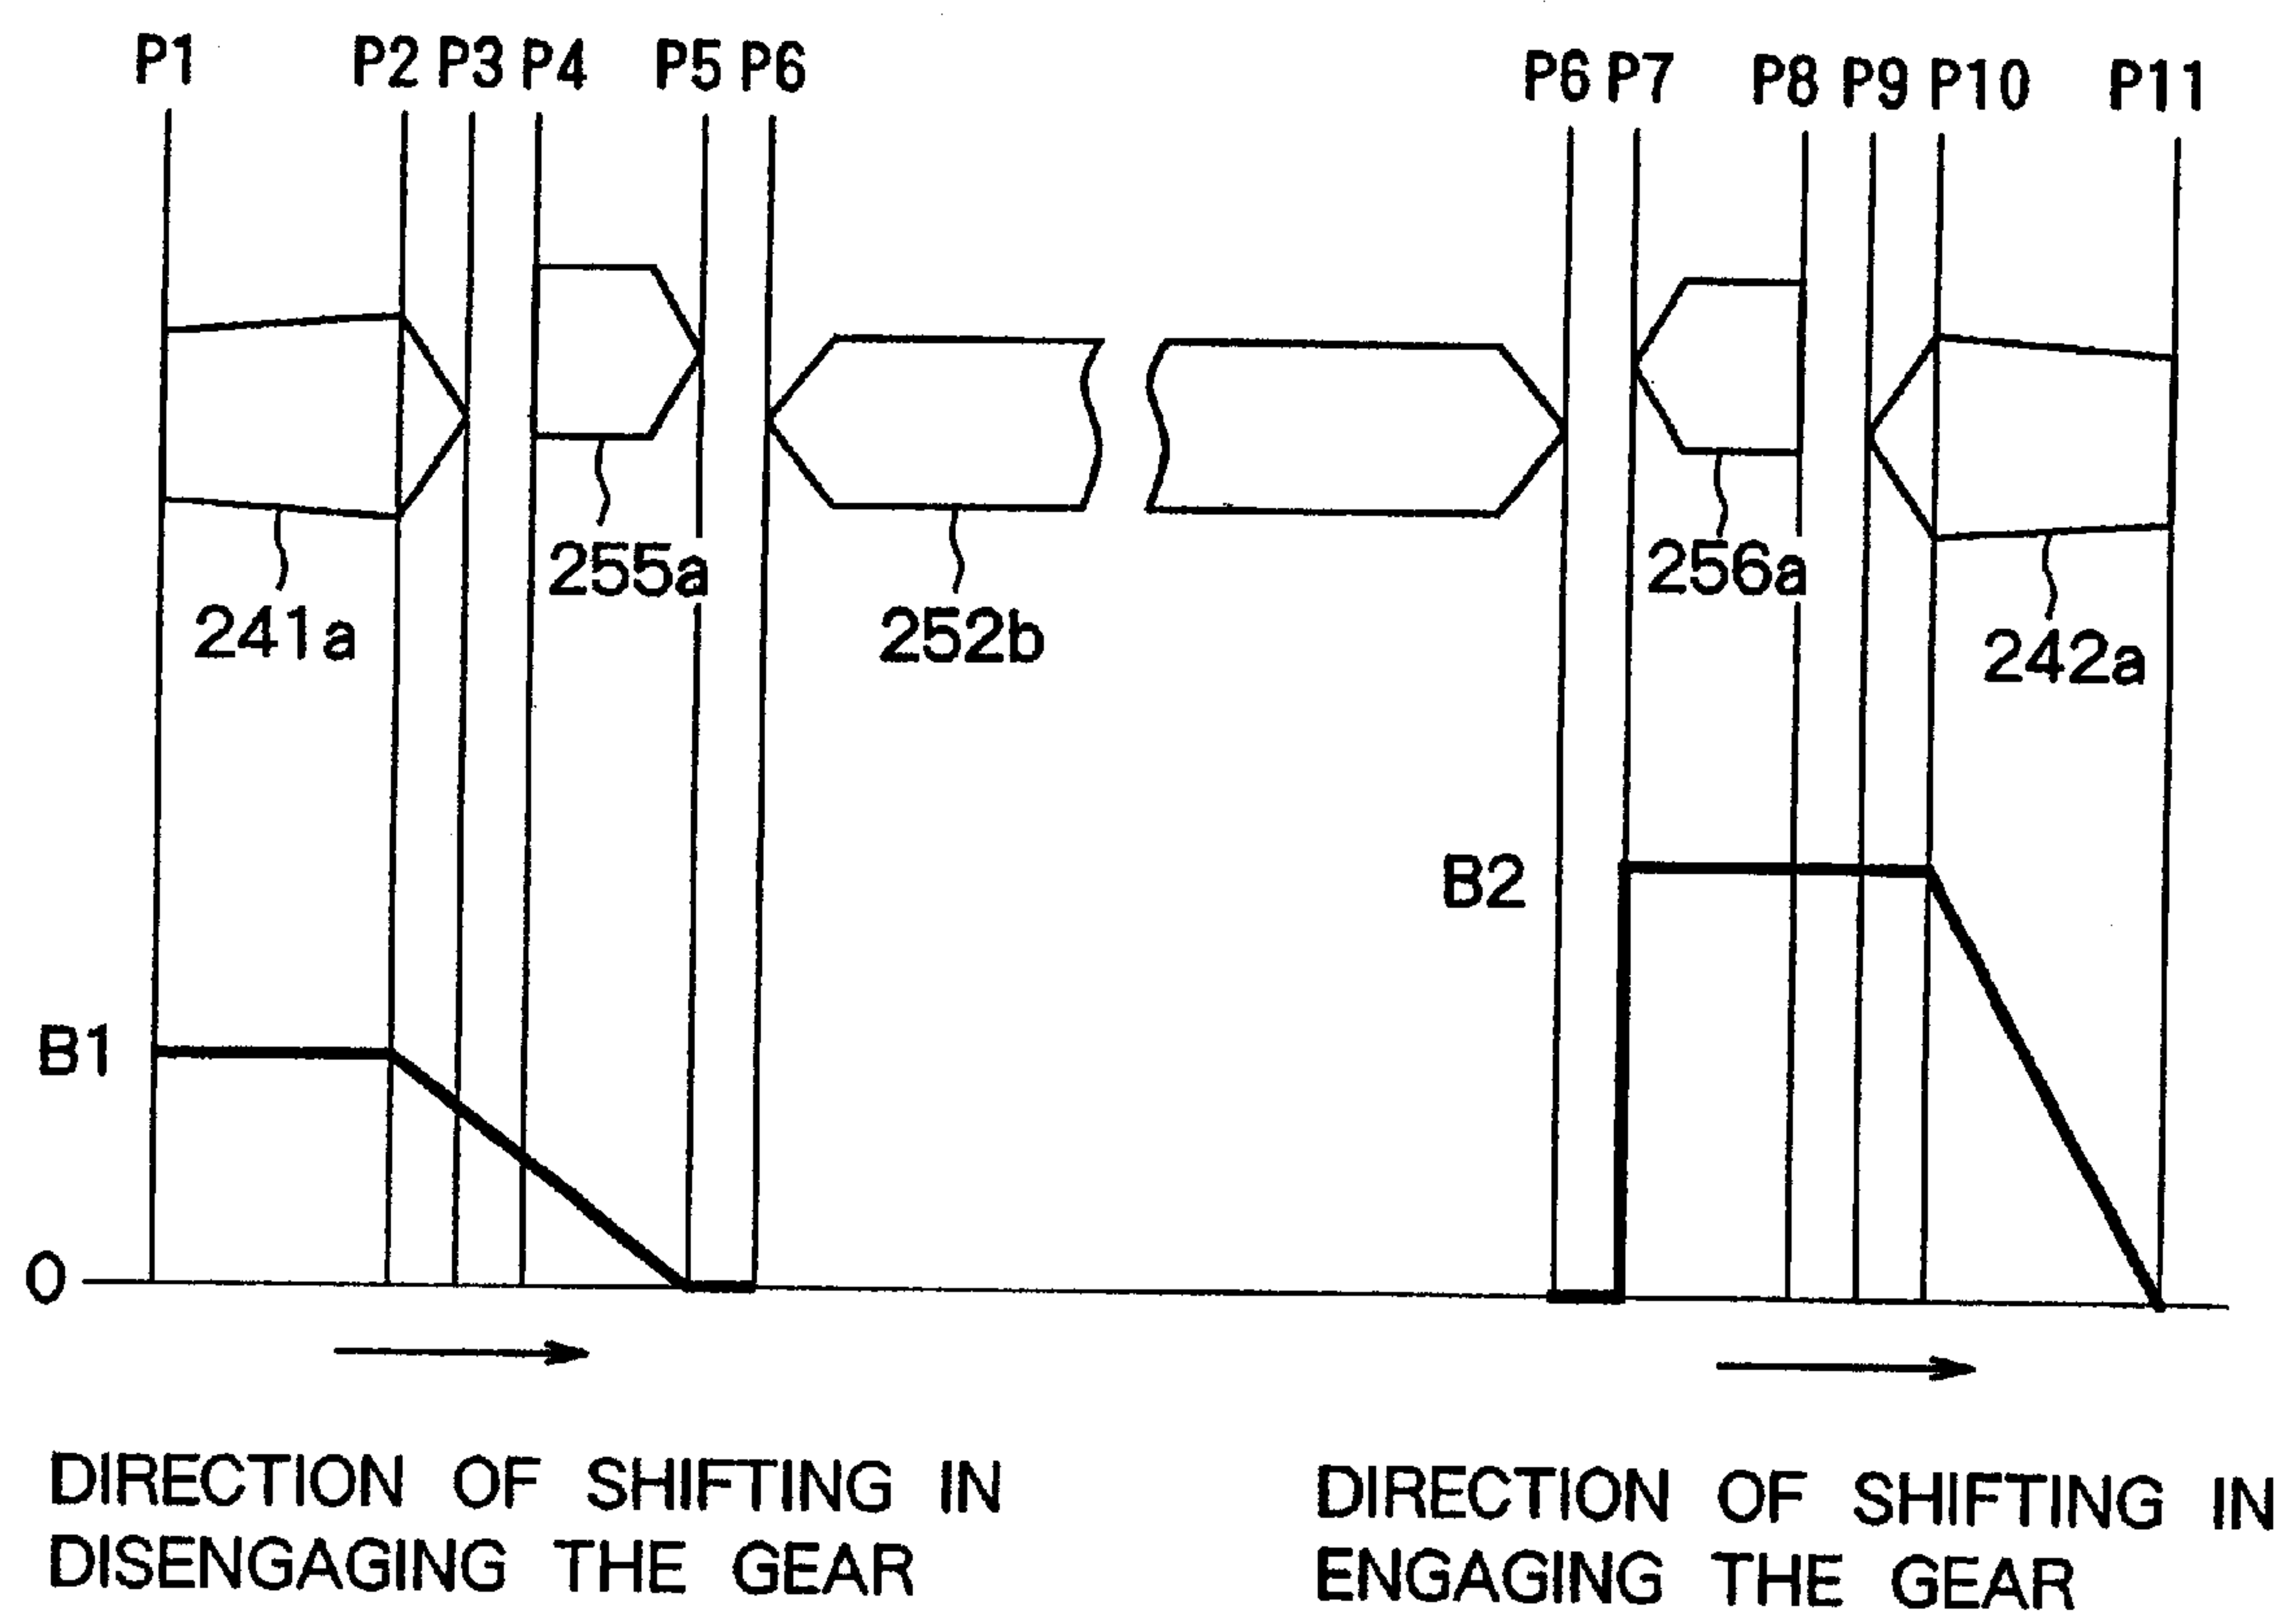 P1 P2 P3 P4 P5 P6 P6 P7 P8 P9 P10 P11
255a
256a
241a
252b
242a
B2
B1
0
DIRECTION OF SHIFTING IN
DISENGAGING THE GEAR
DIRECTION OF SHIFTING IN
ENGAGING THE GEAR